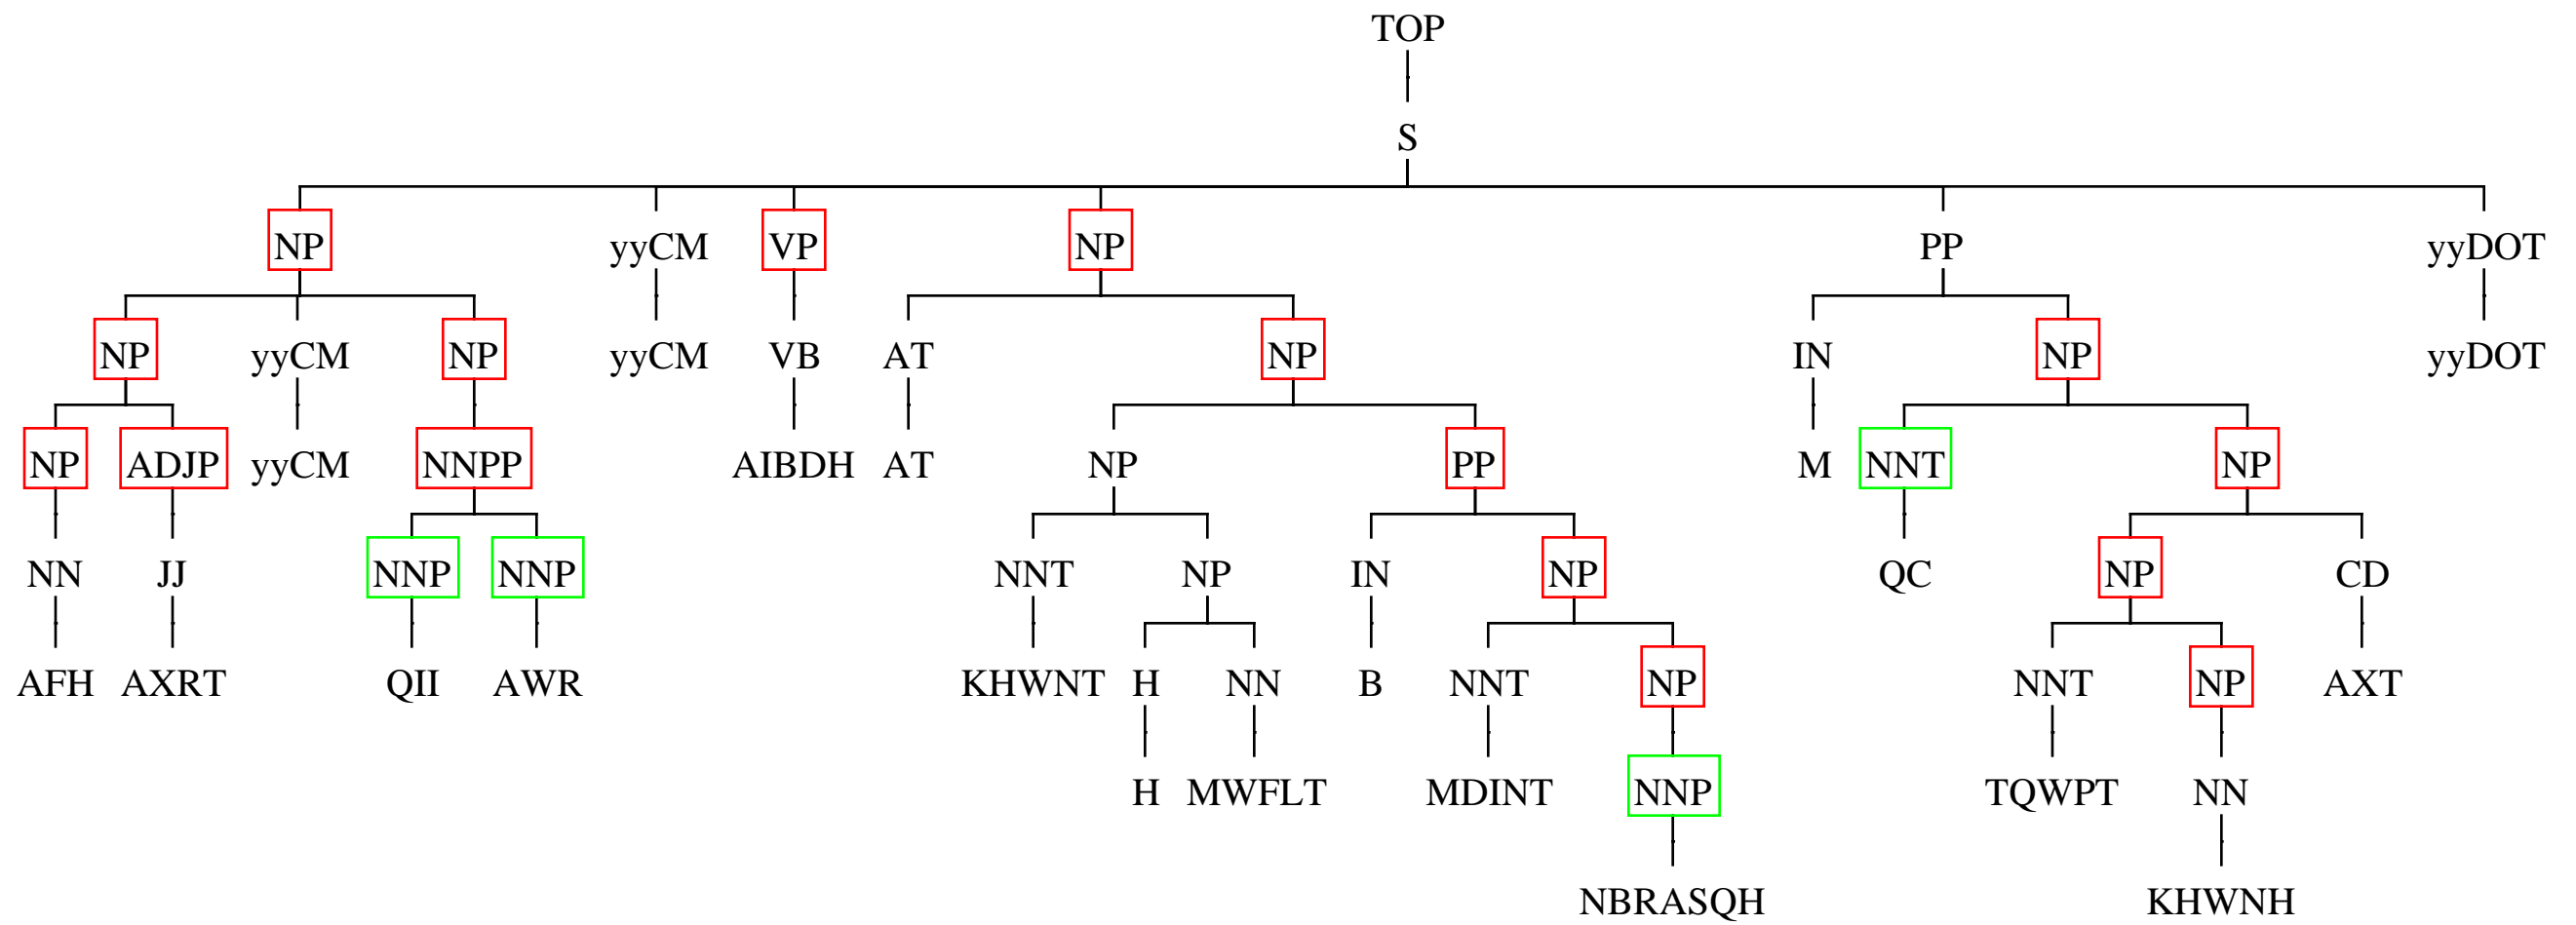 TOP
S
NP yyCM VP NP PP yyDOT
NP yyCM NP yyCM VB AT NP IN NP yyDOT
NP ADJP yyCM NNPP AIBDH AT NP PP M NNT NP
NN JJ NNP NNP NNT NP IN NP QC NP CD
AFH AXRT QII AWR KHWNT H NN B NNT NP NNT NP AXT
H MWFLT MDINT NNP TQWPT NN
NBRASQH KHWNH